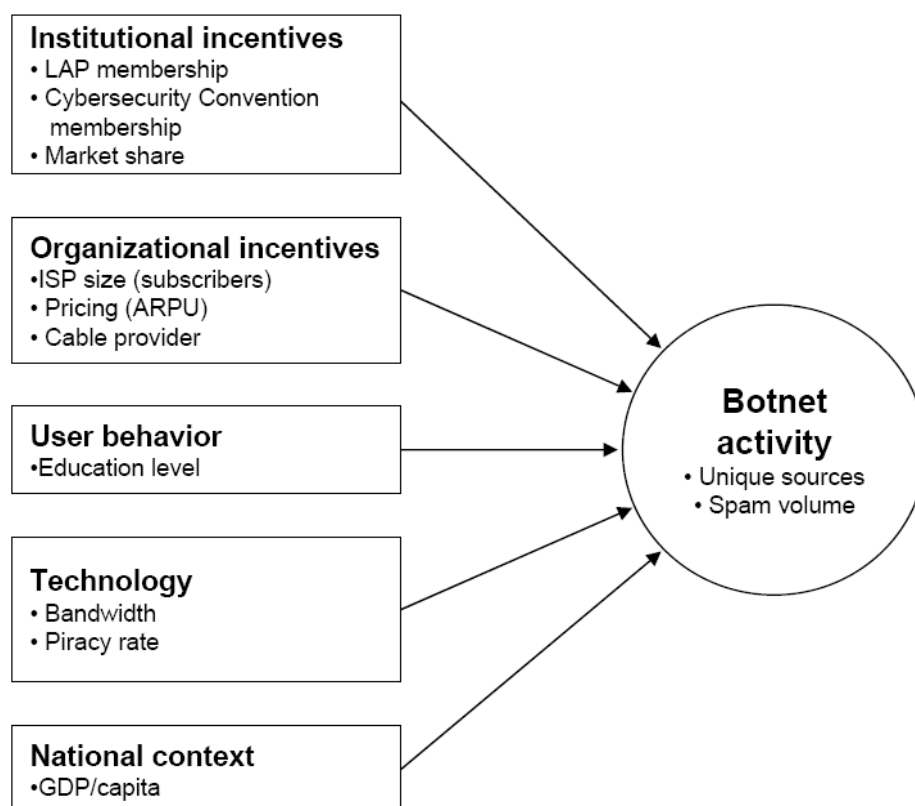 Institutional incentives
• LAP membership
• Cybersecurity Convention
membership
• Market share
Organizational incentives
•ISP size (subscribers)
• Pricing (ARPU)
• Cable provider
User behavior
•Education level
Technology
• Bandwidth
• Piracy rate
National context
•GDP/capita
Botnet
activity
• Unique sources
• Spam volume